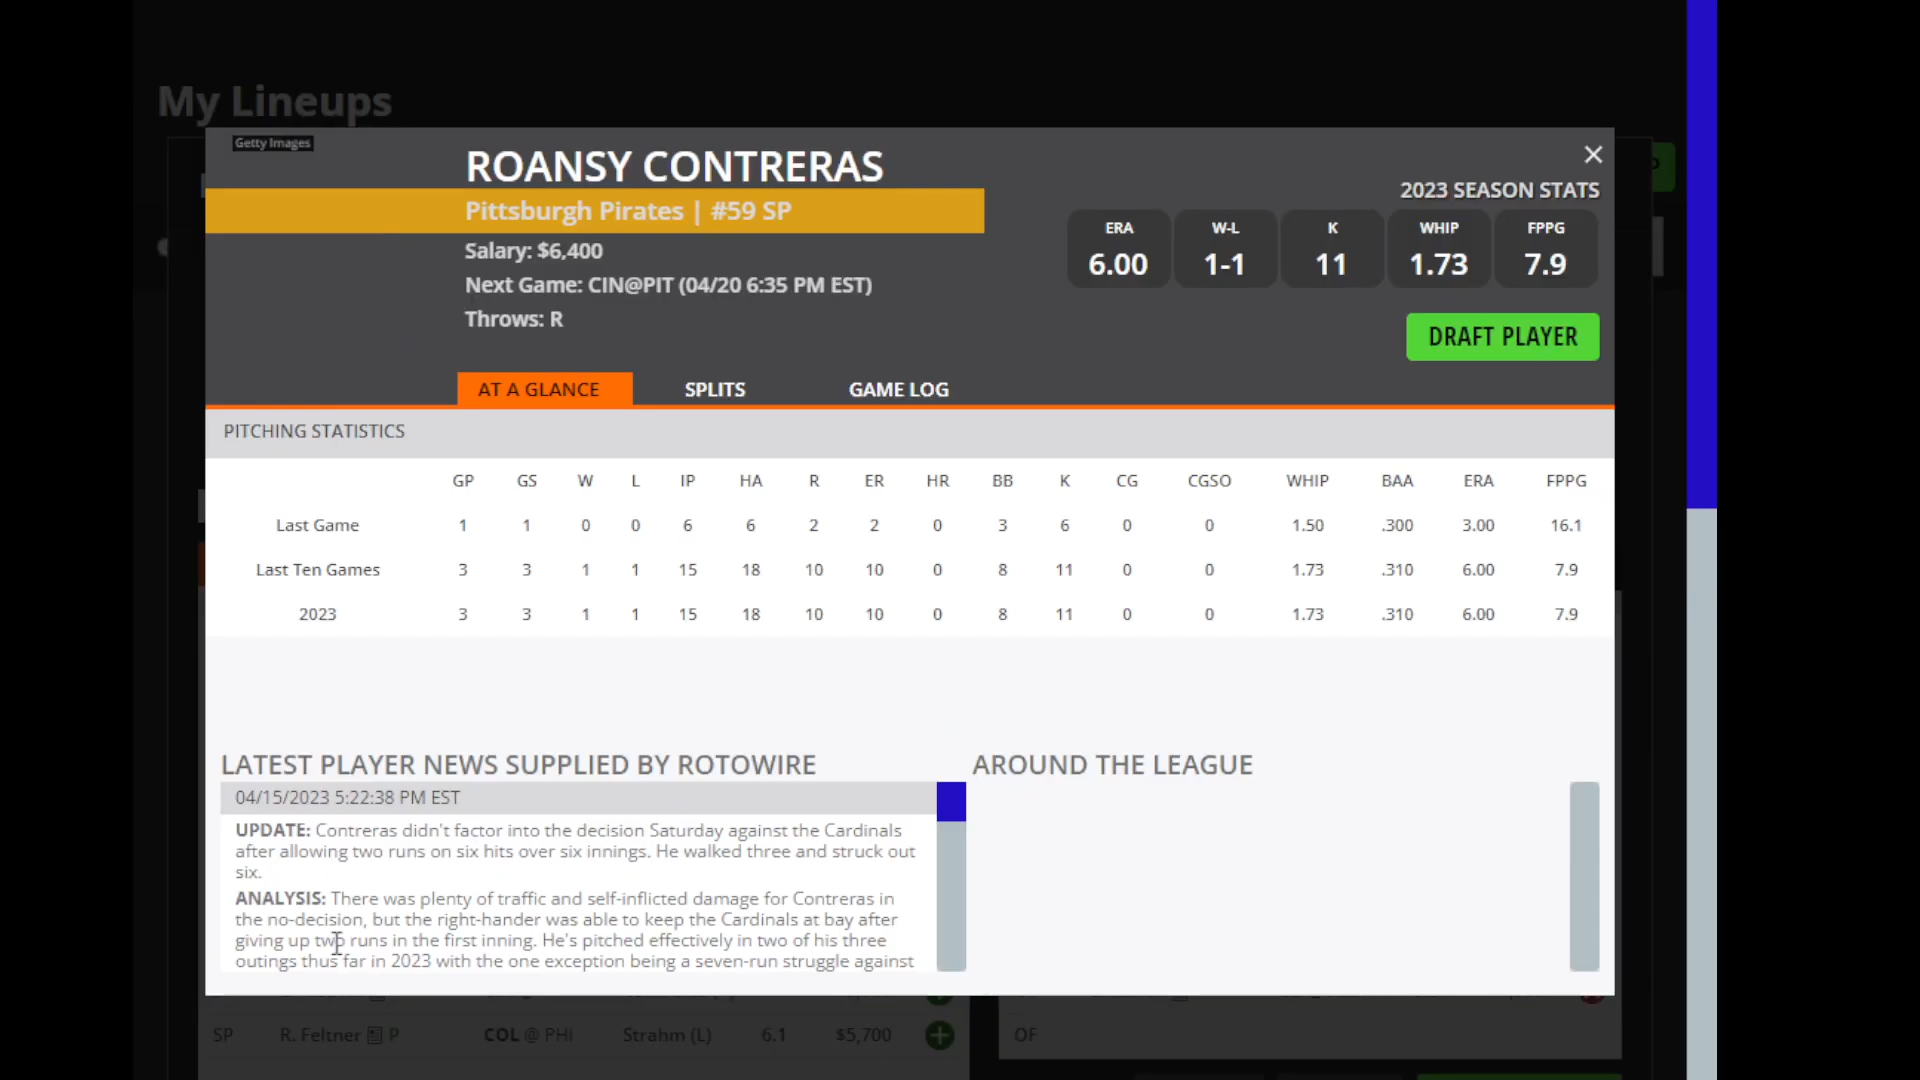 My Lineups
Getty Images
ROANSY CONTRERAS
Pittsburgh Pirates | #59 SP
Salary: $6,400
Next Game: CIN@PIT (04/20 6:35 PM EST)
Throws: R
2023 SEASON STATS
ERA W-L K WHIP FPPG
6.00 1-1 11 1.73 7.9
DRAFT PLAYER
AT A GLANCE SPLITS GAME LOG
PITCHING STATISTICS
GP GS W L IP HA R ER HR BB K CG CGSO WHIP BAA ERA FPPG
Last Game 1 1 0 0 6 6 2 2 0 3 6 0 0 1.50 .300 3.00 16.1
Last Ten Games 3 3 1 1 15 18 10 10 0 8 11 0 0 1.73 .310 6.00 7.9
2023 3 3 1 1 15 18 10 10 0 8 11 0 0 1.73 .310 6.00 7.9
LATEST PLAYER NEWS SUPPLIED BY ROTOWIRE
04/15/2023 5:22:38 PM EST
UPDATE: Contreras didn't factor into the decision Saturday against the Cardinals
after allowing two runs on six hits over six innings. He walked three and struck out
six.
ANALYSIS: There was plenty of traffic and self-inflicted damage for Contreras in
the no-decision, but the right-hander was able to keep the Cardinals at bay after
giving up two runs in the first inning. He's pitched effectively in two of his three
outings thus far in 2023 with the one exception being a seven-run struggle against
AROUND THE LEAGUE
SP R. Feltner P COL @ PHI Strahm (L) 6.1 $5,700
OF